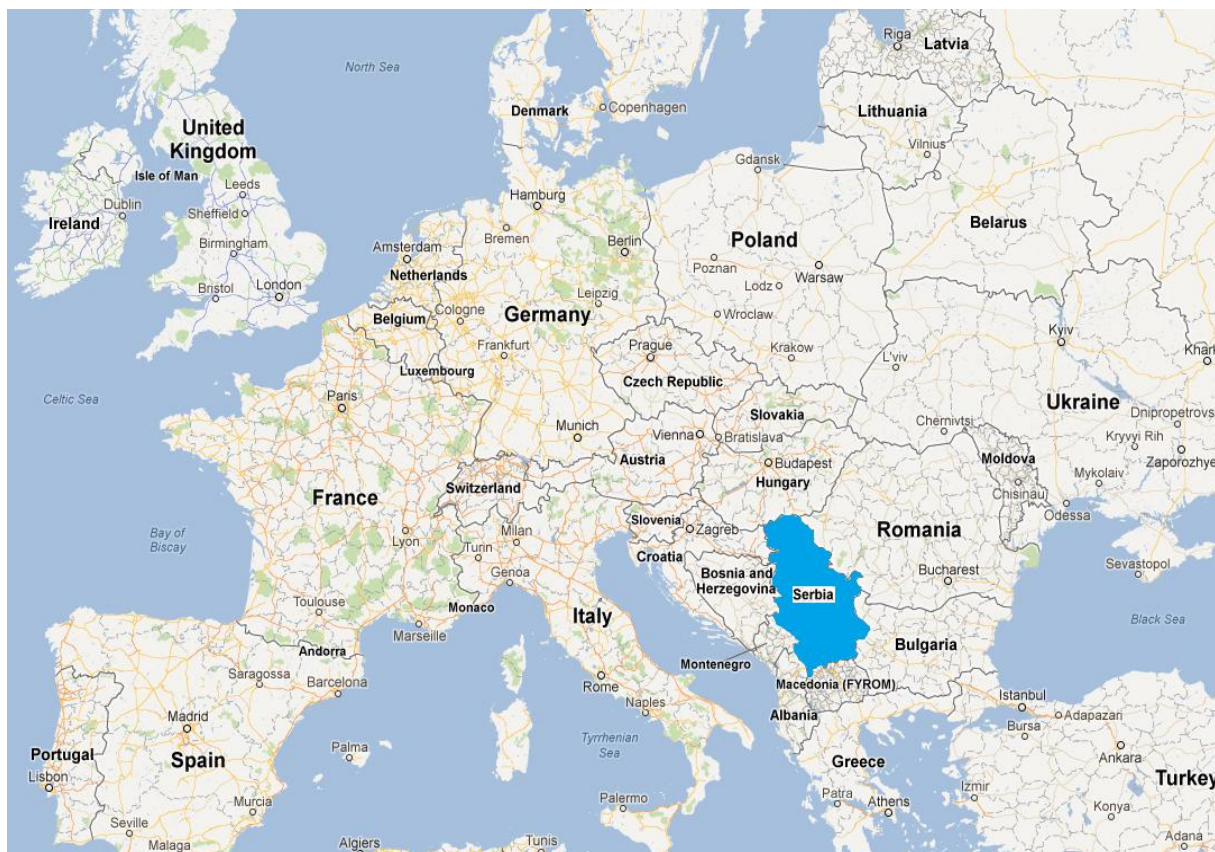 Riga
Latvia
North Sea
Denmark
Copenhagen
Lithuania
Vilnius
United
Kingdom
Isle of Man
Leeds
Dublin
Sheffield
Ireland
Birmingham
Bristol
London
Gdansk
Hamburg
Bremen
Berlin
Amsterdam
Netherlands
Poland
Poznan
Warsaw
Lodz
Belarus
Belgium
Cologne
Germany
Leipzig
Wroclaw
Kyiv
Khark
Frankfurt
Prague
Krakow
L'viv
Luxembourg
Czech Republic
Celtic Sea
Paris
Ukraine
Slovakia
Dnipropetrovs
Munich
Vienna
Bratislava
Chernivtsi
Kryvyi Rih
Zaporozhye
Austria
Budapest
Hungary
Moldova
Mykolaiv
Chisinau
Switzerland
France
Odessa
Slovenia
Zagreb
Romania
Bay of
Biscay
Lyon
Milan
Turin
Croatia
Genoa
Bosnia and
Herzegovina
Serbia
Bucharest
Sevastopol
Monaco
Toulouse
Italy
Marseille
Black Sea
Andorra
Bulgaria
Montenegro
Saragossa
Barcelona
Rome
Macedonia (FYROM)
Istanbul
Naples
Albania
Adapazari
Bursa
Madrid
Tyrrhenian
Sea
Portugal
Spain
Palma
Greece
Ankara
Lisbon
Turkey
Murcia
Palermo
Patra
Athens
Izmir
Konya
Seville
Malaga
Algiers
Tunis
Adana